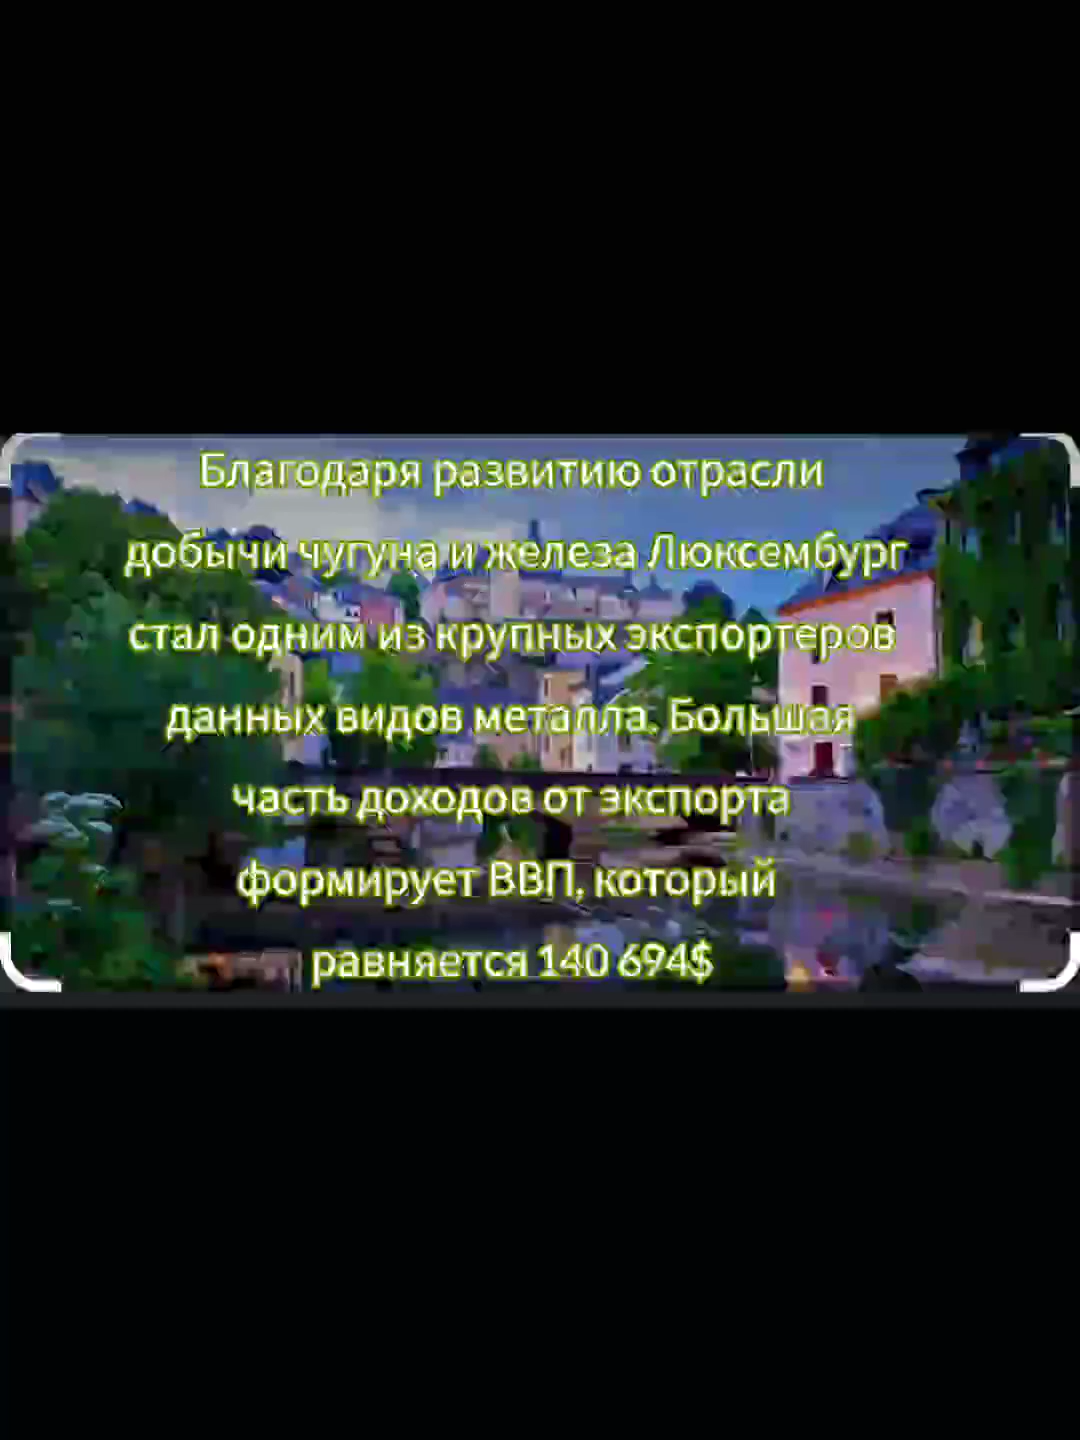 Благодаря развитию отрасли
добычи чугуна и железа Люксембург
стал одним из крупных экспортеров
данных видов металла. Большая
часть доходов от экспорта
формирует ВВП, который
равняется 140 694$